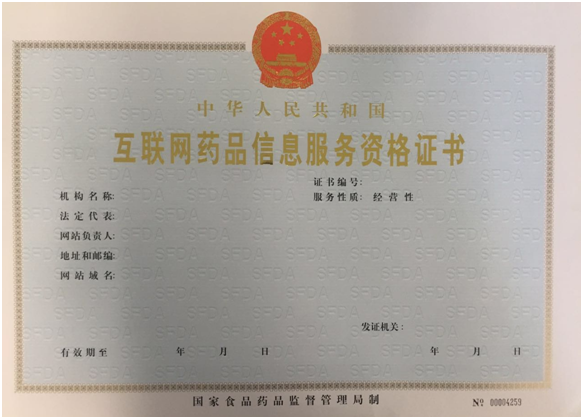 中华人民共和国
互联网药品信息服务资格证书
证书编号:
机构名称:
服务性质: 经营性
法定代表:
网站负责人:
地址和邮编:
网站域名:
发证机关:
有效期至 年 月 日 年 月 日
国家食品药品监督管理局制 № 00004259